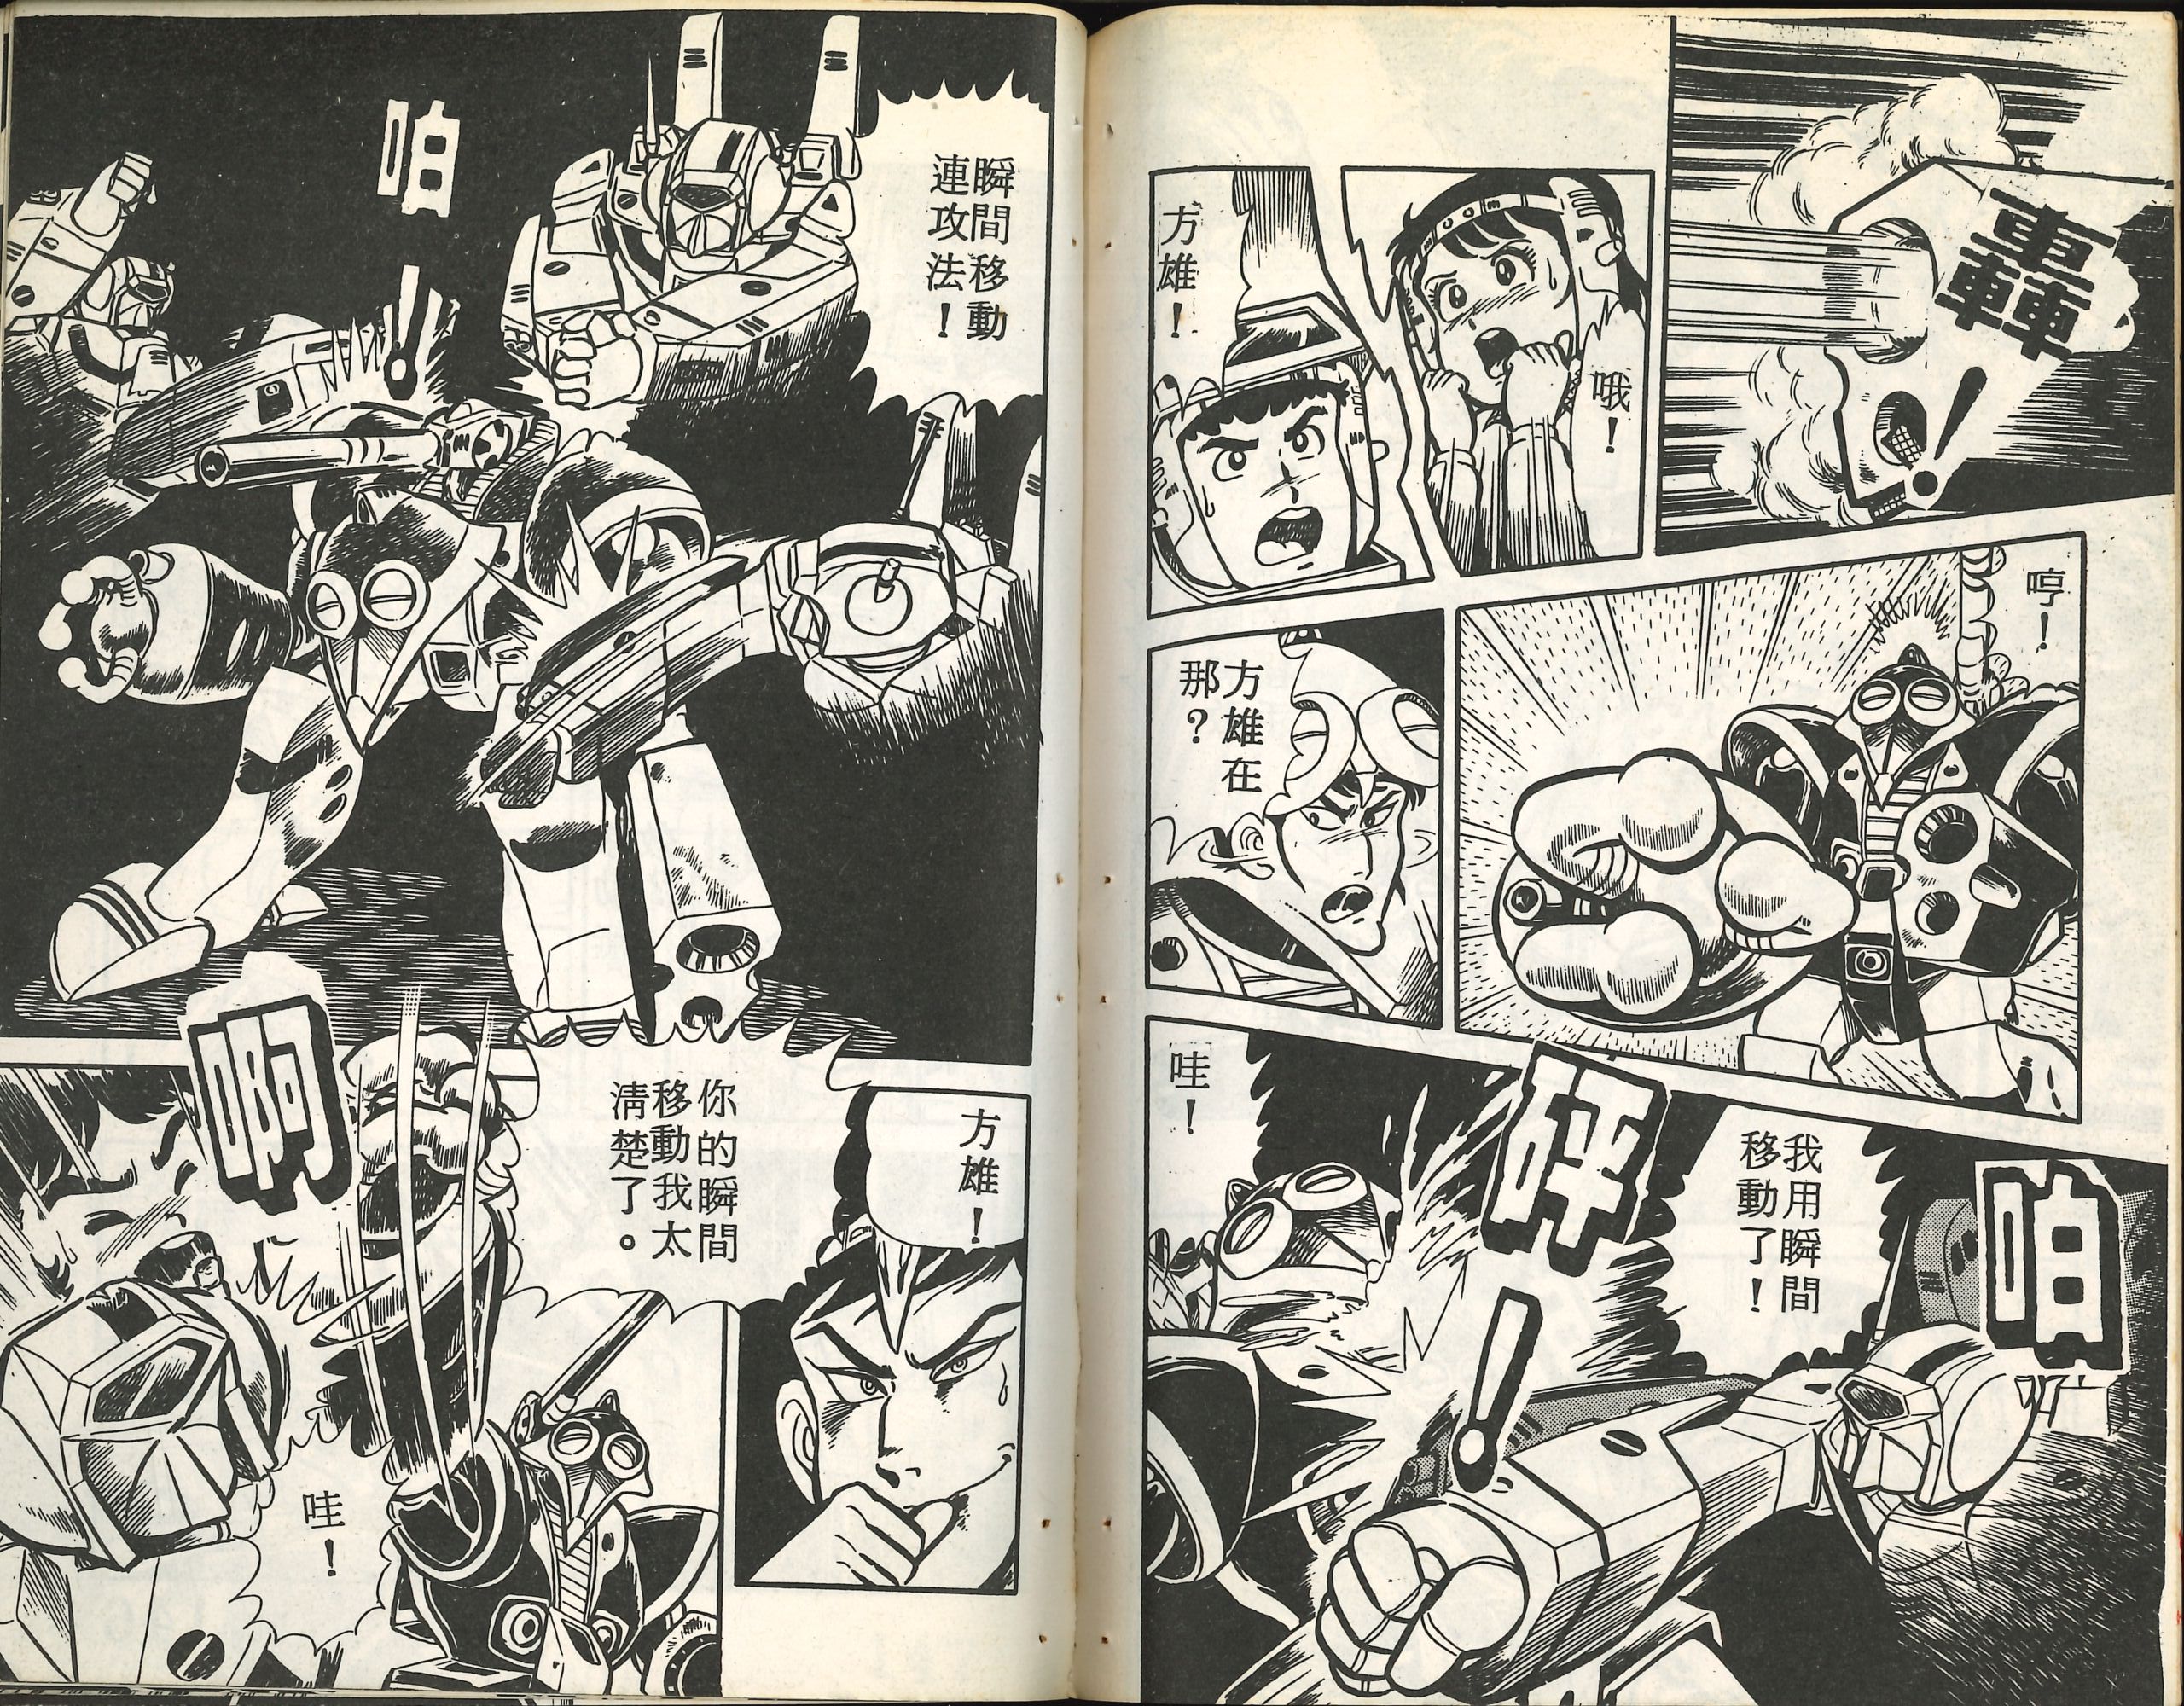 轟！
哦！
方雄！
哼！
方雄在
那？
咱
我用瞬間
移動了！
砰！
哇！
瞬間移動
連攻法！
咱！
方雄！
你的瞬間
移動我太
清楚了。
啊
哇！